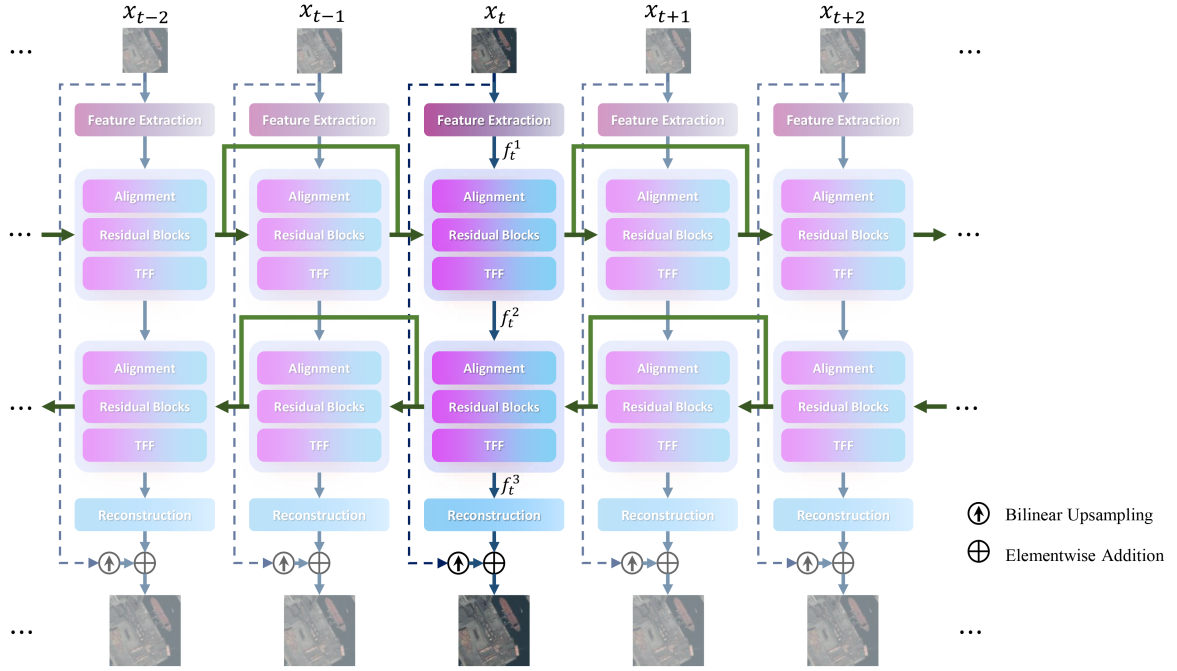 x_{t-2} x_{t-1} x_t x_{t+1} x_{t+2}
... ...
Feature Extraction Feature Extraction Feature Extraction Feature Extraction Feature Extraction
f_t^1
Alignment Alignment Alignment Alignment Alignment
... Residual Blocks Residual Blocks Residual Blocks Residual Blocks Residual Blocks ...
TFF TFF TFF TFF TFF
f_t^2
Alignment Alignment Alignment Alignment Alignment
... Residual Blocks Residual Blocks Residual Blocks Residual Blocks Residual Blocks ...
TFF TFF TFF TFF TFF
f_t^3
Reconstruction Reconstruction Reconstruction Reconstruction Reconstruction
Bilinear Upsampling
Elementwise Addition
... ...